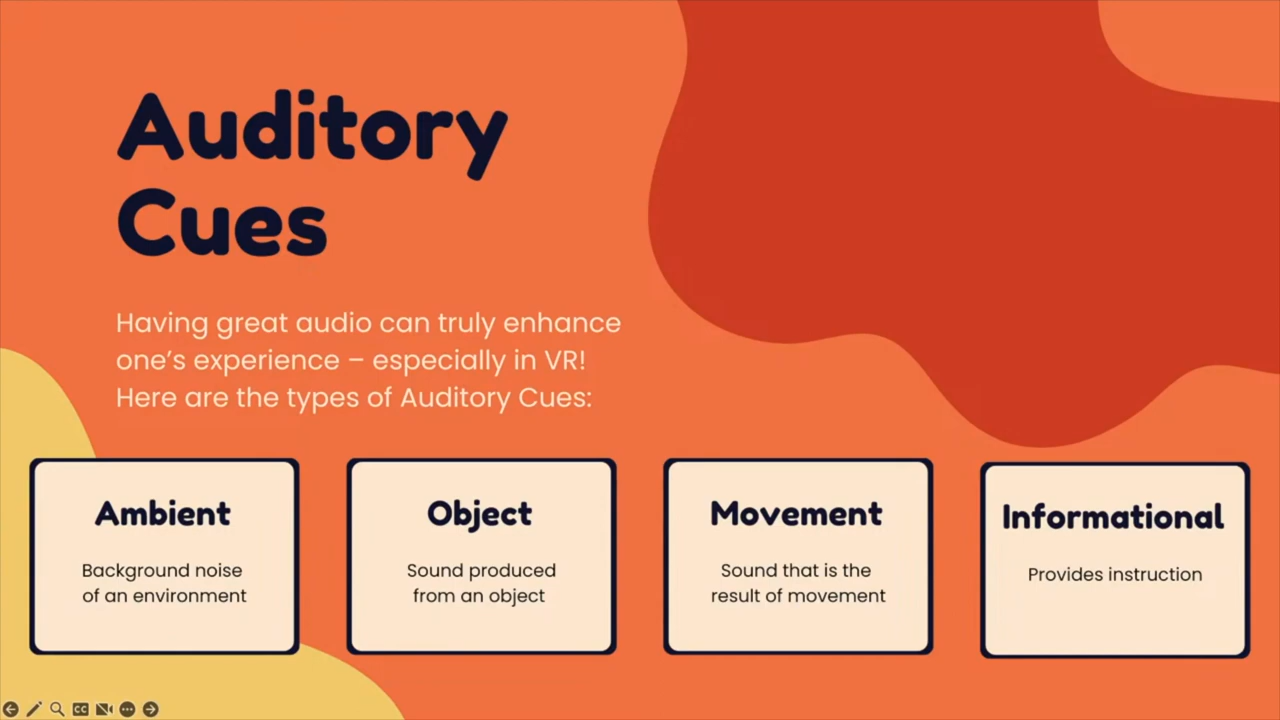 Auditory
Cues
Having great audio can truly enhance
one’s experience – especially in VR!
Here are the types of Auditory Cues:
Ambient
Background noise
of an environment
Object
Sound produced
from an object
Movement
Sound that is the
result of movement
Informational
Provides instruction
CC